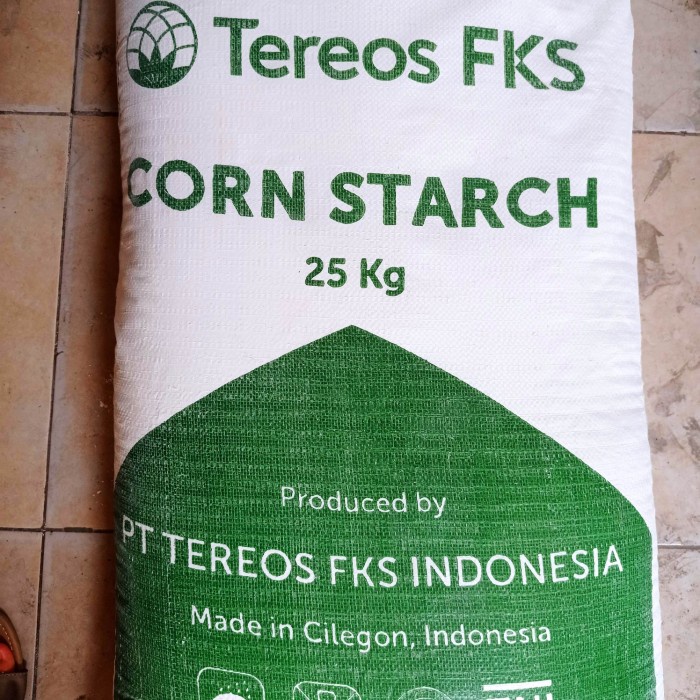 Tereos FKS
CORN STARCH
25 Kg
Produced by
PT TEREOS FKS INDONESIA
Made in Cilegon, Indonesia